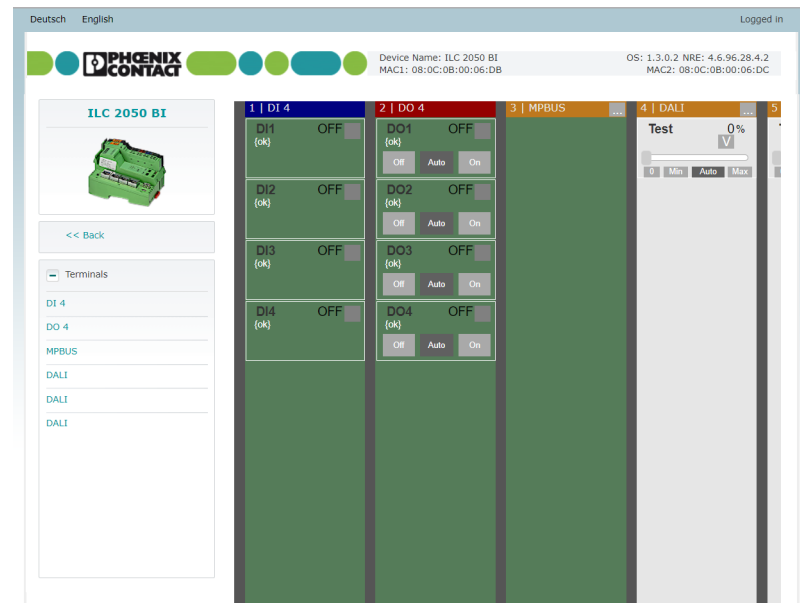 Deutsch English Logged in
PHŒNIX
CONTACT
Device Name: ILC 2050 BI
MAC1: 08:0C:0B:00:06:DB
OS: 1.3.0.2 NRE: 4.6.96.28.4.2
MAC2: 08:0C:0B:00:06:DC
ILC 2050 BI
<< Back
Terminals
DI 4
DO 4
MPBUS
DALI
DALI
DALI
1 | DI 4
DI1 OFF
{ok}
DI2 OFF
{ok}
DI3 OFF
{ok}
DI4 OFF
{ok}
2 | DO 4
DO1 OFF
{ok}
Off Auto On
DO2 OFF
{ok}
Off Auto On
DO3 OFF
{ok}
Off Auto On
DO4 OFF
{ok}
Off Auto On
3 | MPBUS ...
4 | DALI ...
Test 0%
V
0 Min Auto Max
5